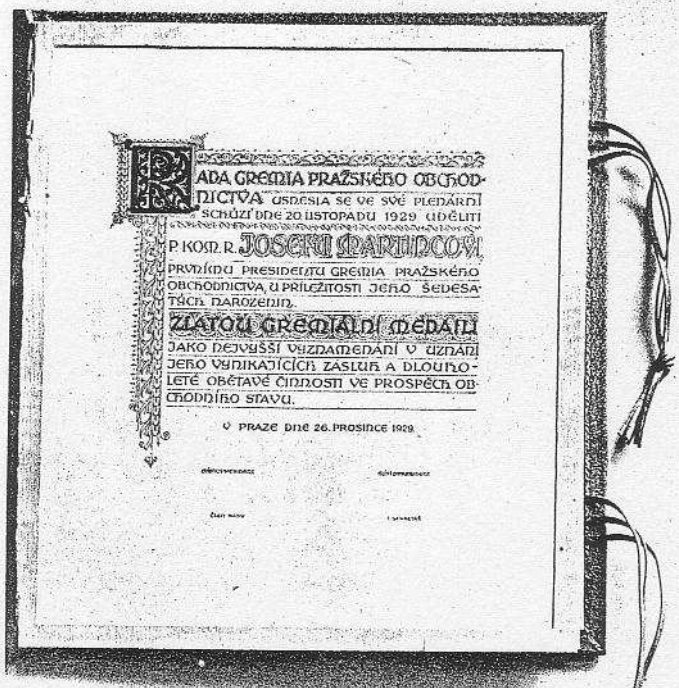 RADA GREMIA PRAŽSKÉHO OBCHOD-
NICTVA USNESLA SE VE SVÉ PLENÁRNÍ
SCHŮZI DNE 20. LISTOPADU 1929 UDĚLITI
P. KOM. R. JOSEFU MARTINCOVI,
PRVNÍMU PRESIDENTU GREMIA PRAŽSKÉHO
OBCHODNICTVA, U PŘÍLEŽITOSTI JEHO ŠEDESÁ-
TÝCH NAROZENIN.
ZLATOU GREMIÁLNÍ MEDAILI
JAKO NEJVYŠŠÍ VYZNAMENÁNÍ V UZNÁNÍ
JEHO VYNIKAJÍCÍCH ZÁSLUH A DLOUHO-
LETÉ OBĚTAVÉ ČINNOSTI VE PROSPĚCH OB-
CHODNÍHO STAVU.
V PRAZE DNE 26. PROSINCE 1929.
ČLEN RADY